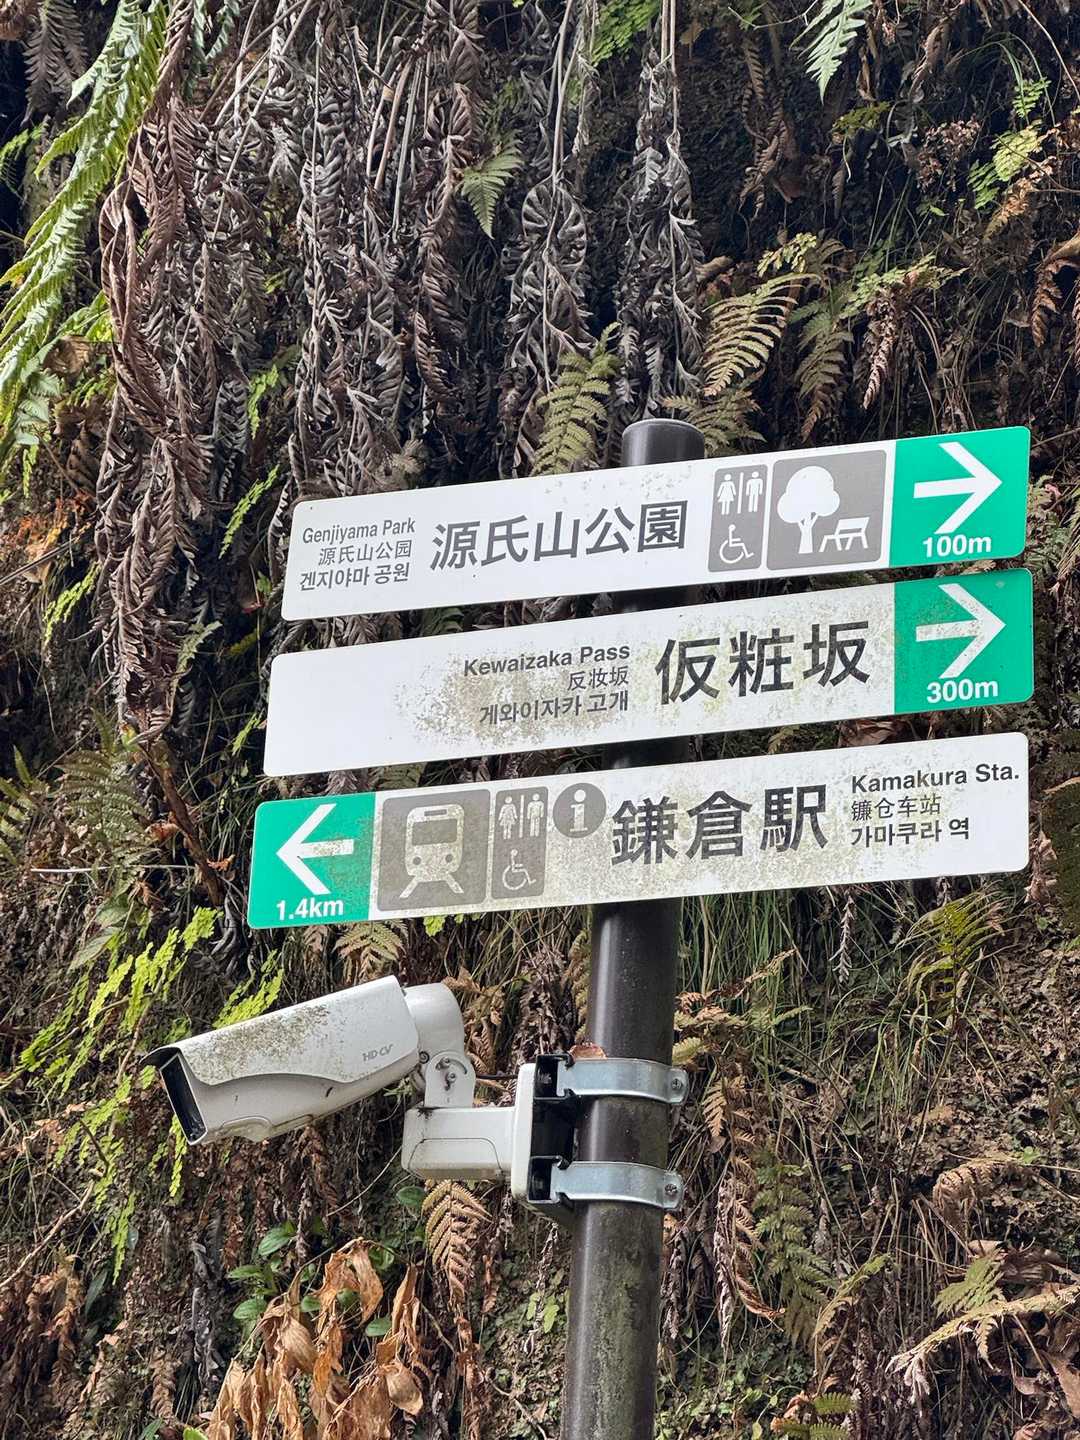 Genjiyama Park
源氏山公园
겐지야마 공원
源氏山公園
100m
Kewaizaka Pass
反妆坂
게와이자카 고개
仮粧坂
300m
1.4km
i
鎌倉駅
Kamakura Sta.
镰仓车站
가마쿠라 역
HD-CVI